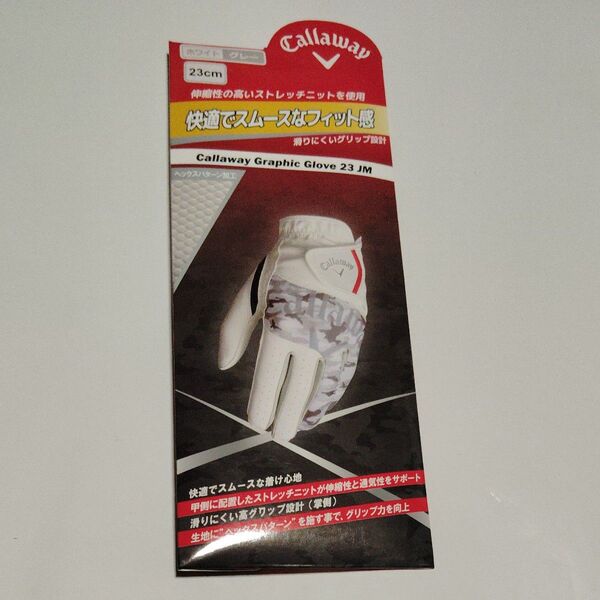 Callaway
ホワイト グレー
23cm
伸縮性の高いストレッチニットを使用
快適でスムースなフィット感
滑りにくいグリップ設計
Callaway Graphic Glove 23 JM
ヘックスパターン加工
Callaway
快適でスムースな着け心地
甲側に配置したストレッチニットが伸縮性と通気性をサポート
滑りにくい高グリップ設計（掌側）
生地に"ヘックスパターン"を施す事で、グリップ力を向上